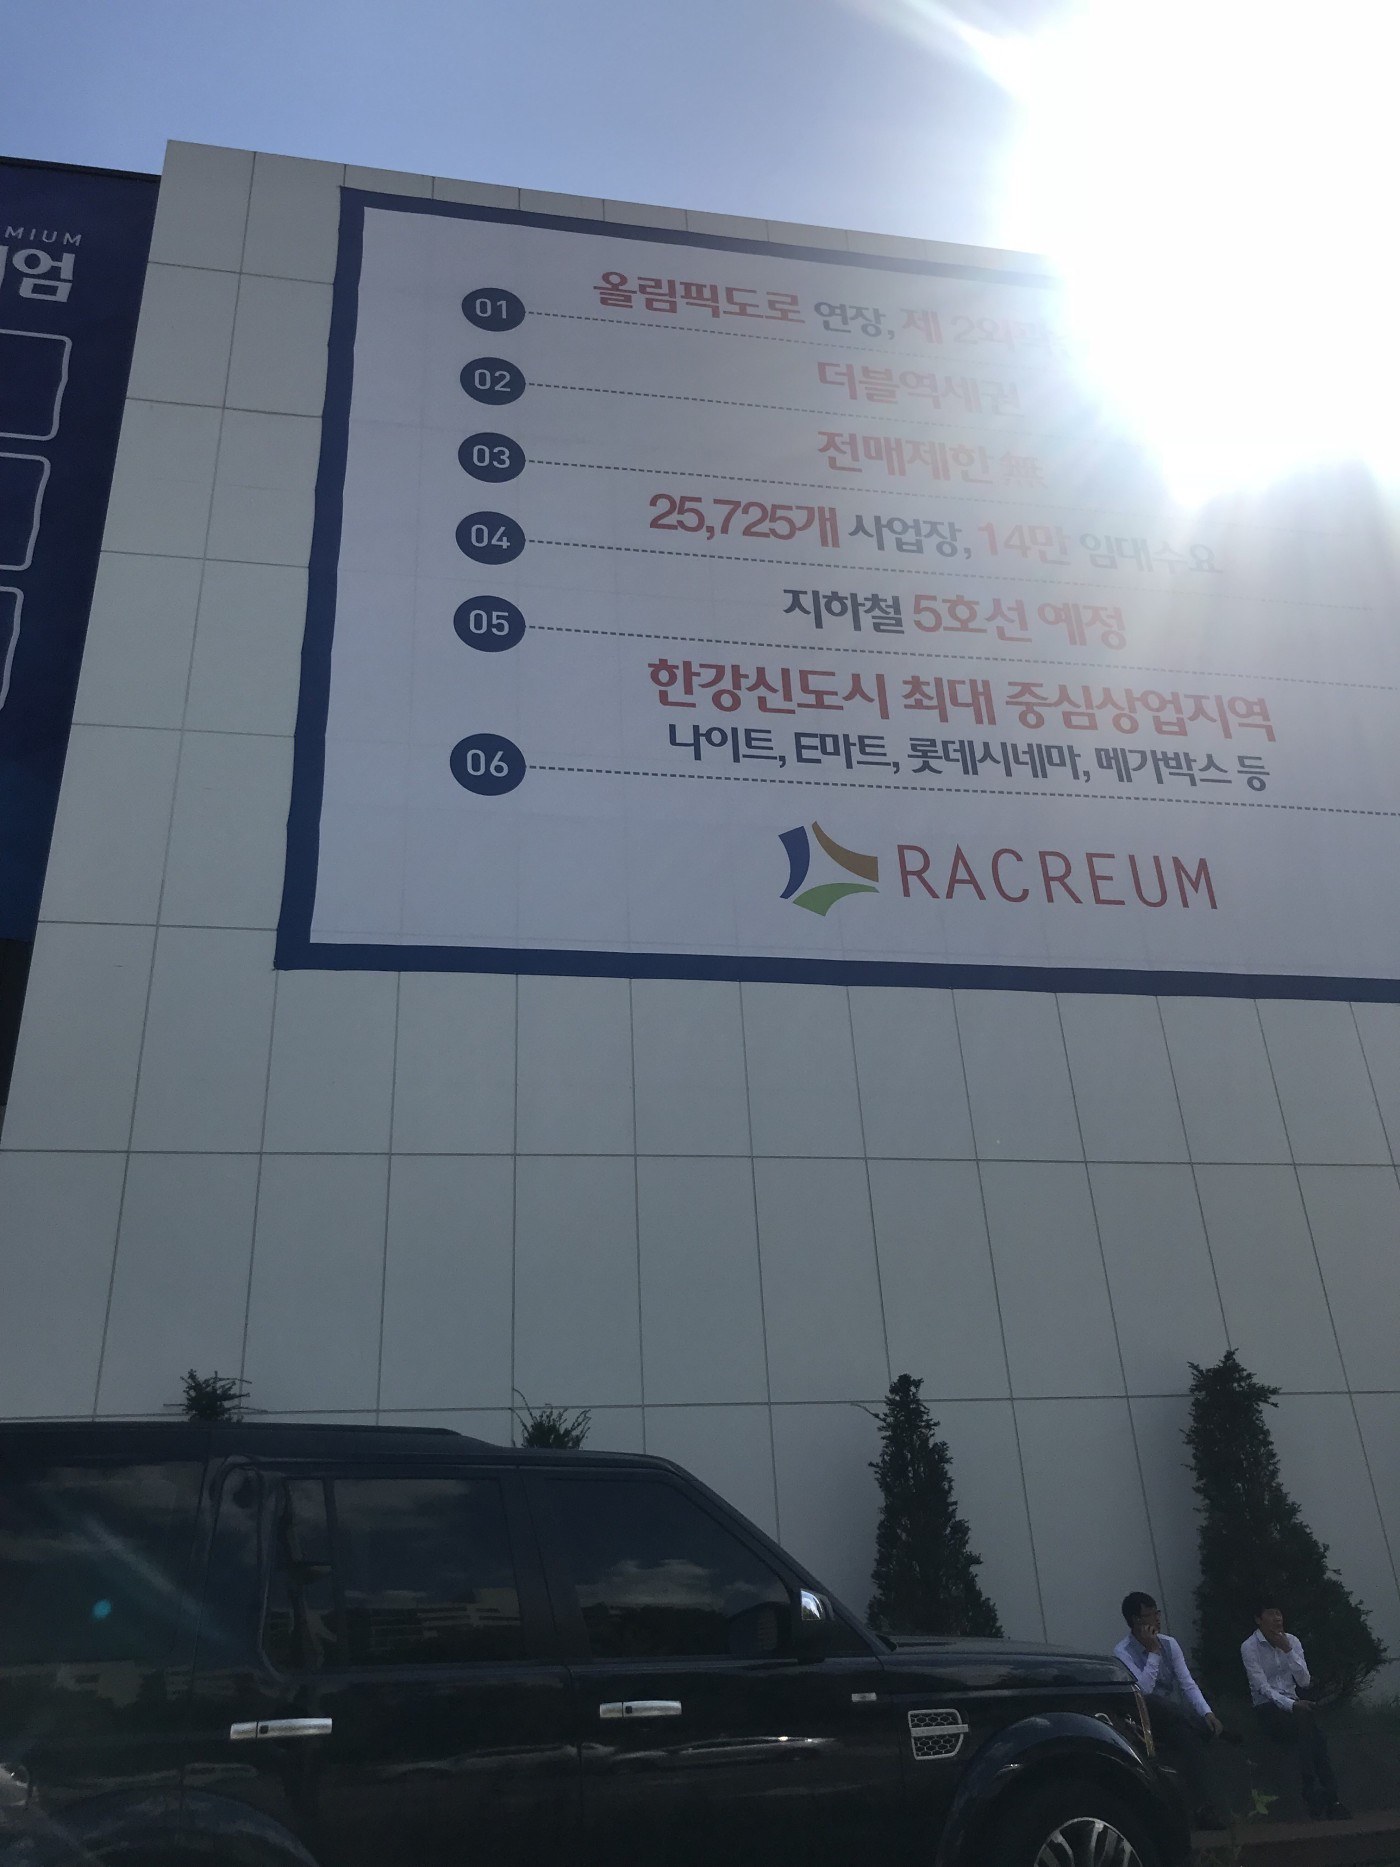 MIUM
엄
01 올림픽도로 연장, 제 2외곽
02 더블역세권
03 전매제한 無
04 25,725개 사업장, 14만 임대수요
05 지하철 5호선 예정
한강신도시 최대 중심상업지역
06 나이트, E마트, 롯데시네마, 메가박스 등
RACREUM